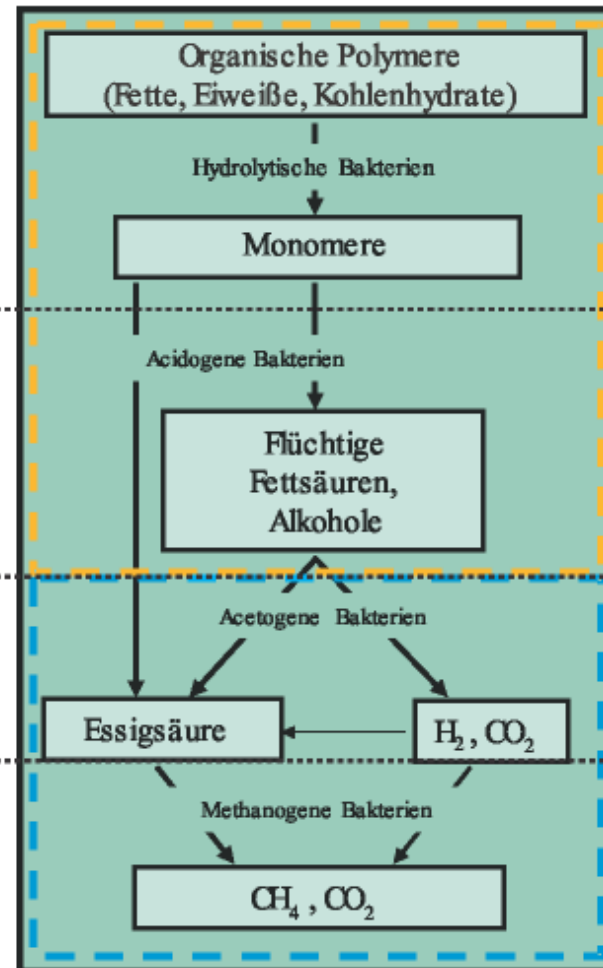 Organische Polymere
(Fette, Eiweiße, Kohlenhydrate)
Hydrolytische Bakterien
Monomere
Acidogene Bakterien
Flüchtige
Fettsäuren,
Alkohole
Acetogene Bakterien
Essigsäure
H₂ , CO₂
Methanogene Bakterien
CH₄ , CO₂